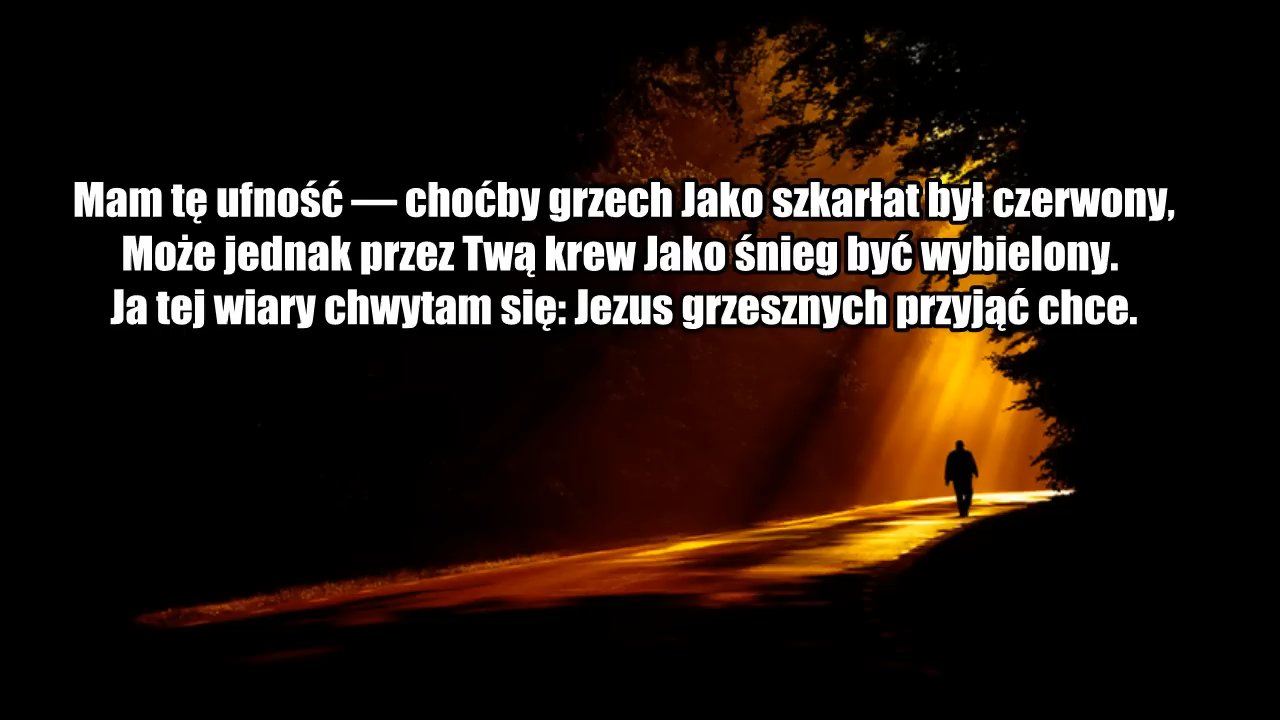 Mam tę ufność — choćby grzech Jako szkarłat był czerwony,
Może jednak przez Twą krew Jako śnieg być wybielony.
Ja tej wiary chwytam się: Jezus grzesznych przyjąć chce.